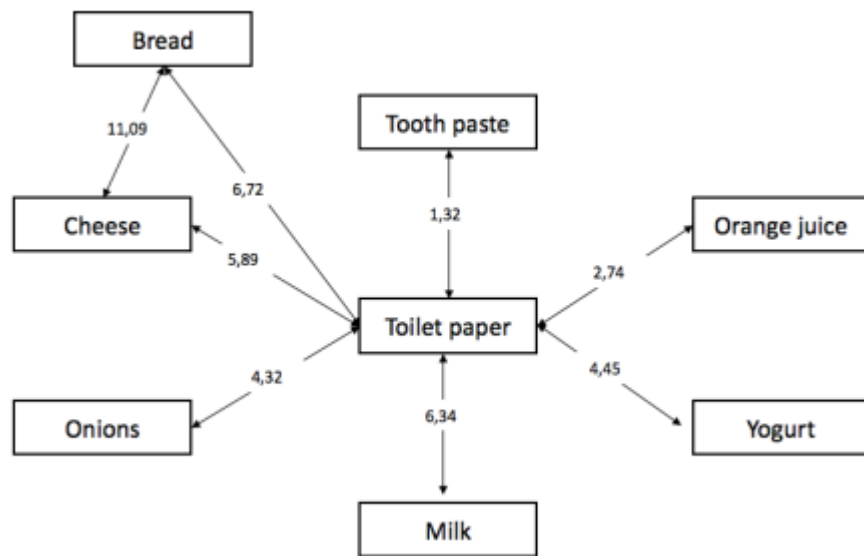 Bread
11,09
Tooth paste
6,72
Cheese
1,32
Orange juice
5,89
2,74
Toilet paper
4,32
4,45
6,34
Onions
Yogurt
Milk